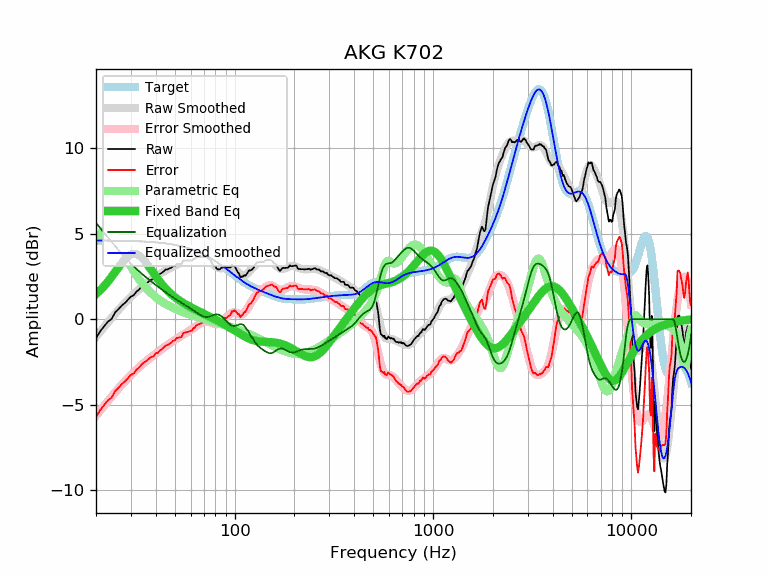 AKG K702
Target
Raw Smoothed
Error Smoothed
Raw
Error
Parametric Eq
Fixed Band Eq
Equalization
Equalized smoothed
10
5
0
−5
−10
Amplitude (dBr)
100
1000
10000
Frequency (Hz)